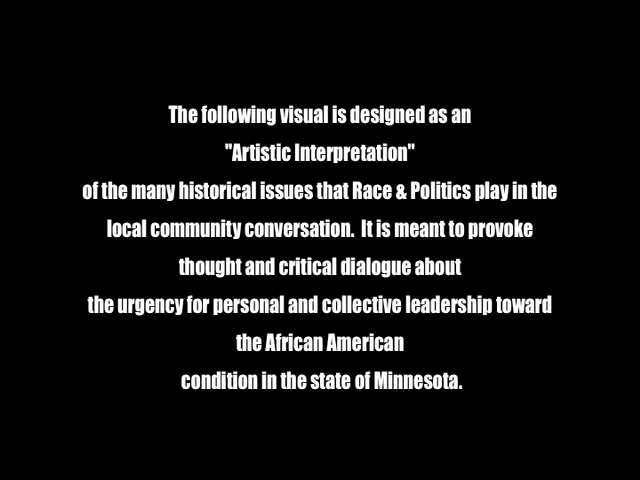 The following visual is designed as an
"Artistic Interpretation"
of the many historical issues that Race & Politics play in the
local community conversation.  It is meant to provoke
thought and critical dialogue about
the urgency for personal and collective leadership toward
the African American
condition in the state of Minnesota.